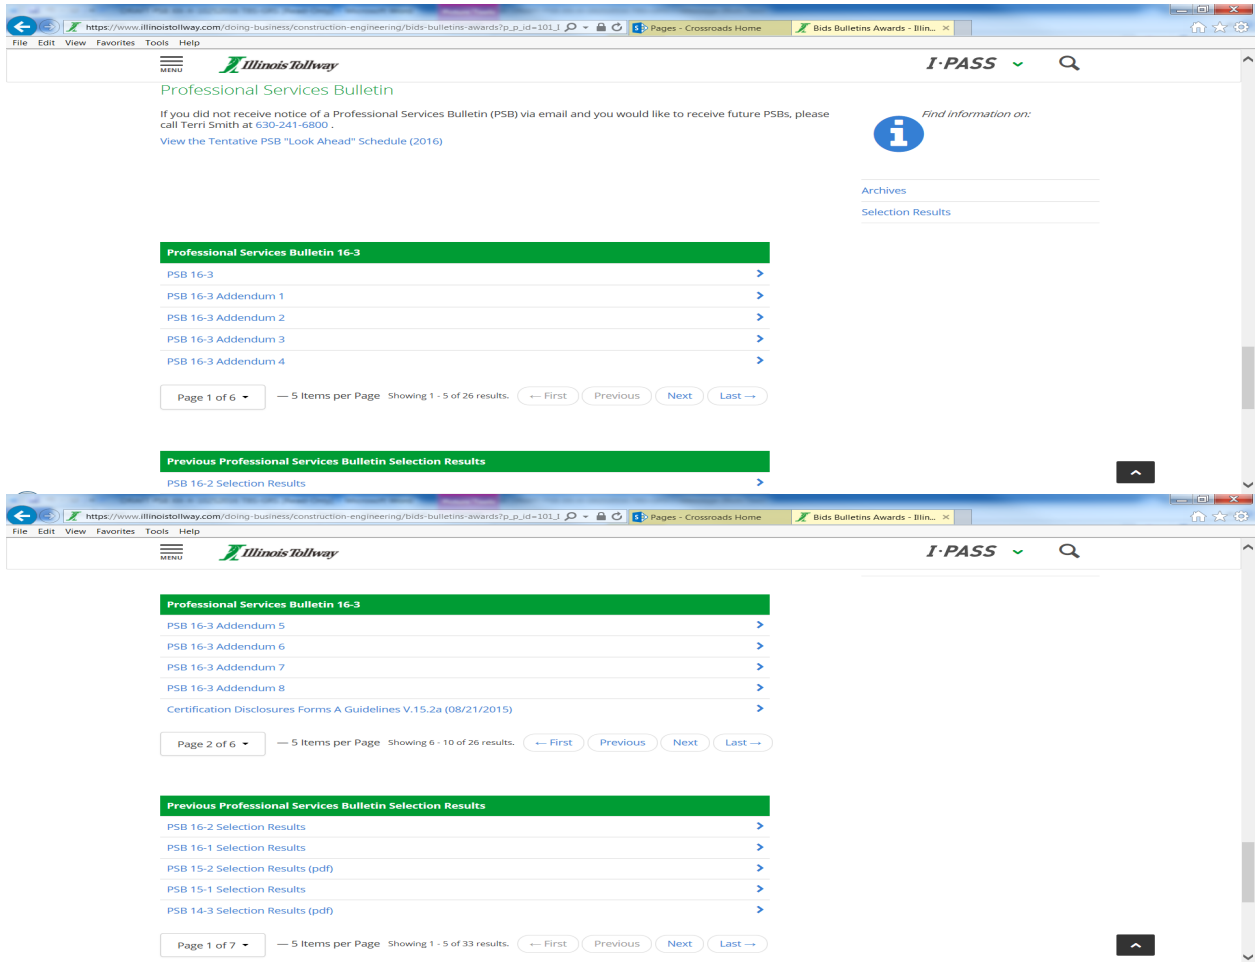 https://www.illinoistollway.com/doing-business/construction-engineering/bids-bulletins-awards?p_p_id=101_I
Pages - Crossroads Home
Bids Bulletins Awards - Illin...
File Edit View Favorites Tools Help
MENU
Illinois Tollway
I·PASS
Professional Services Bulletin
If you did not receive notice of a Professional Services Bulletin (PSB) via email and you would like to receive future PSBs, please
call Terri Smith at 630-241-6800 .
View the Tentative PSB "Look Ahead" Schedule (2016)
Find information on:
Archives
Selection Results
Professional Services Bulletin 16-3
PSB 16-3
PSB 16-3 Addendum 1
PSB 16-3 Addendum 2
PSB 16-3 Addendum 3
PSB 16-3 Addendum 4
Page 1 of 6 — 5 Items per Page Showing 1 - 5 of 26 results. ← First Previous Next Last →
Previous Professional Services Bulletin Selection Results
PSB 16-2 Selection Results
https://www.illinoistollway.com/doing-business/construction-engineering/bids-bulletins-awards?p_p_id=101_I
Pages - Crossroads Home
Bids Bulletins Awards - Illin...
File Edit View Favorites Tools Help
MENU
Illinois Tollway
I·PASS
Professional Services Bulletin 16-3
PSB 16-3 Addendum 5
PSB 16-3 Addendum 6
PSB 16-3 Addendum 7
PSB 16-3 Addendum 8
Certification Disclosures Forms A Guidelines V.15.2a (08/21/2015)
Page 2 of 6 — 5 Items per Page Showing 6 - 10 of 26 results. ← First Previous Next Last →
Previous Professional Services Bulletin Selection Results
PSB 16-2 Selection Results
PSB 16-1 Selection Results
PSB 15-2 Selection Results (pdf)
PSB 15-1 Selection Results
PSB 14-3 Selection Results (pdf)
Page 1 of 7 — 5 Items per Page Showing 1 - 5 of 33 results. ← First Previous Next Last →